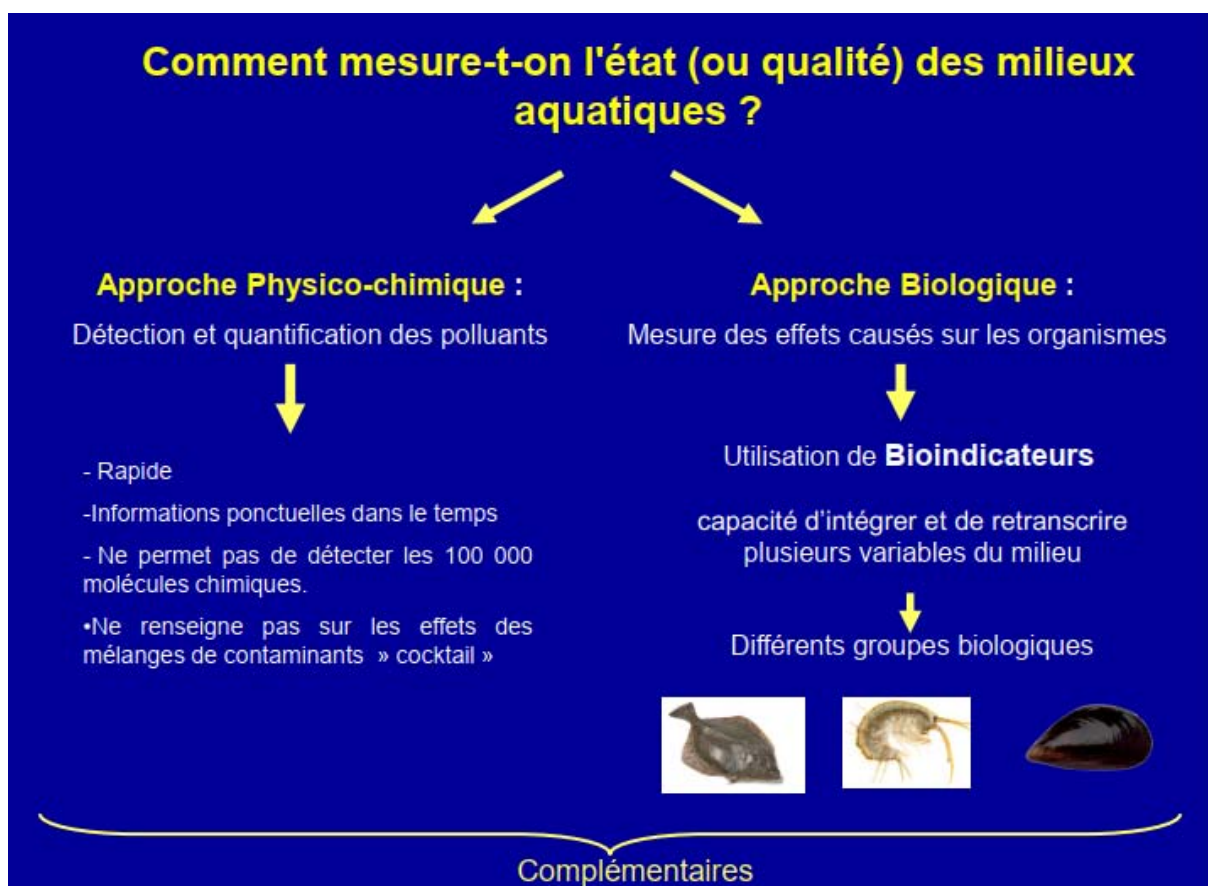 Comment mesure-t-on l'état (ou qualité) des milieux
aquatiques ?
Approche Physico-chimique :
Détection et quantification des polluants
- Rapide
-Informations ponctuelles dans le temps
- Ne permet pas de détecter les 100 000
molécules chimiques.
•Ne renseigne pas sur les effets des
mélanges de contaminants » cocktail »
Approche Biologique :
Mesure des effets causés sur les organismes
Utilisation de Bioindicateurs
capacité d'intégrer et de retranscrire
plusieurs variables du milieu
Différents groupes biologiques
Complémentaires